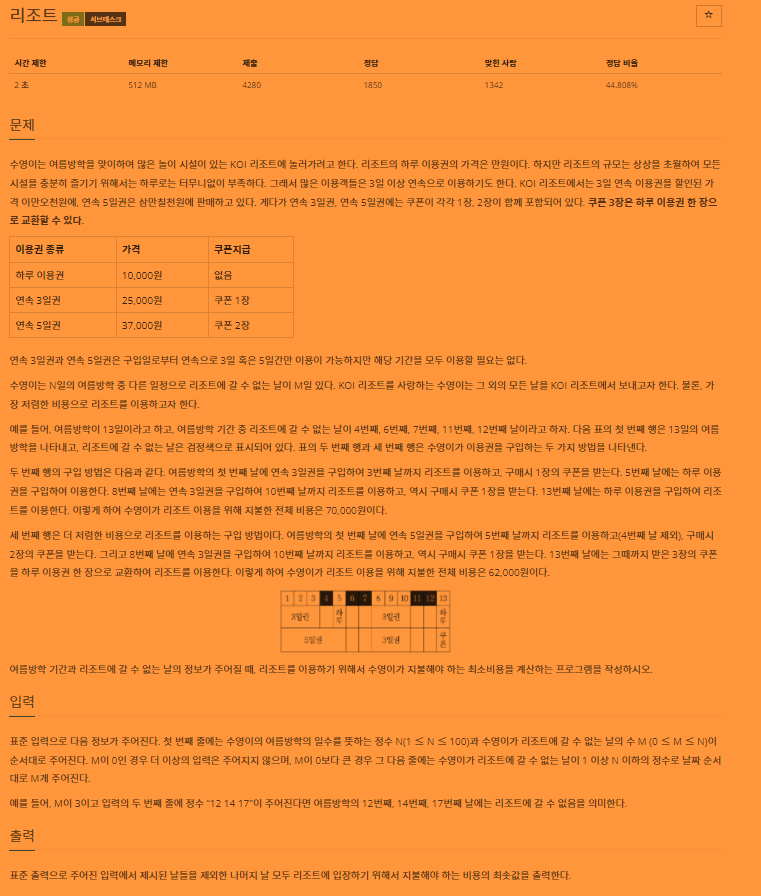 리조트 성공 서브태스크
☆
시간 제한 메모리 제한 제출 정답 맞힌 사람 정답 비율
2 초 512 MB 4280 1850 1342 44.808%
문제
수영이는 여름방학을 맞이하여 많은 놀이 시설이 있는 KOI 리조트에 놀러가려고 한다. 리조트의 하루 이용권의 가격은 만원이다. 하지만 리조트의 규모는 상상을 초월하여 모든
시설을 충분히 즐기기 위해서는 하루로는 터무니없이 부족하다. 그래서 많은 이용객들은 3일 이상 연속으로 이용하기도 한다. KOI 리조트에서는 3일 연속 이용권을 할인된 가
격 이만오천원에, 연속 5일권은 삼만칠천원에 판매하고 있다. 게다가 연속 3일권, 연속 5일권에는 쿠폰이 각각 1장, 2장이 함께 포함되어 있다. 쿠폰 3장은 하루 이용권 한 장으
로 교환할 수 있다.
이용권 종류 가격 쿠폰지급
하루 이용권 10,000원 없음
연속 3일권 25,000원 쿠폰 1장
연속 5일권 37,000원 쿠폰 2장
연속 3일권과 연속 5일권은 구입일로부터 연속으로 3일 혹은 5일간만 이용이 가능하지만 해당 기간을 모두 이용할 필요는 없다.
수영이는 N일의 여름방학 중 다른 일정으로 리조트에 갈 수 없는 날이 M일 있다. KOI 리조트를 사랑하는 수영이는 그 외의 모든 날을 KOI 리조트에서 보내고자 한다. 물론, 가
장 저렴한 비용으로 리조트를 이용하고자 한다.
예를 들어, 여름방학이 13일이라고 하고, 여름방학 기간 중 리조트에 갈 수 없는 날이 4번째, 6번째, 7번째, 11번째, 12번째 날이라고 하자. 다음 표의 첫 번째 행은 13일의 여름
방학을 나타내고, 리조트에 갈 수 없는 날은 검정색으로 표시되어 있다. 표의 두 번째 행과 세 번째 행은 수영이가 이용권을 구입하는 두 가지 방법을 나타낸다.
두 번째 행의 구입 방법은 다음과 같다. 여름방학의 첫 번째 날에 연속 3일권을 구입하여 3번째 날까지 리조트를 이용하고, 구매시 1장의 쿠폰을 받는다. 5번째 날에는 하루 이용
권을 구입하여 이용한다. 8번째 날에는 연속 3일권을 구입하여 10번째 날까지 리조트를 이용하고, 역시 구매시 쿠폰 1장을 받는다. 13번째 날에는 하루 이용권을 구입하여 리조
트를 이용한다. 이렇게 하여 수영이가 리조트 이용을 위해 지불한 전체 비용은 70,000원이다.
세 번째 행은 더 저렴한 비용으로 리조트를 이용하는 구입 방법이다. 여름방학의 첫 번째 날에 연속 5일권을 구입하여 5번째 날까지 리조트를 이용하고(4번째 날 제외), 구매시
2장의 쿠폰을 받는다. 그리고 8번째 날에 연속 3일권을 구입하여 10번째 날까지 리조트를 이용하고, 역시 구매시 쿠폰 1장을 받는다. 13번째 날에는 그때까지 받은 3장의 쿠폰
을 하루 이용권 한 장으로 교환하여 리조트를 이용한다. 이렇게 하여 수영이가 리조트 이용을 위해 지불한 전체 비용은 62,000원이다.
1 2 3 4 5 6 7 8 9 10 11 12 13
3일권 하루 3일권 하루
5일권 3일권 쿠폰
여름방학 기간과 리조트에 갈 수 없는 날의 정보가 주어질 때, 리조트를 이용하기 위해서 수영이가 지불해야 하는 최소비용을 계산하는 프로그램을 작성하시오.
입력
표준 입력으로 다음 정보가 주어진다. 첫 번째 줄에는 수영이의 여름방학의 일수를 뜻하는 정수 N(1 ≤ N ≤ 100)과 수영이가 리조트에 갈 수 없는 날의 수 M (0 ≤ M ≤ N)이
순서대로 주어진다. M이 0인 경우 더 이상의 입력은 주어지지 않으며, M이 0보다 큰 경우 그 다음 줄에는 수영이가 리조트에 갈 수 없는 날이 1 이상 N 이하의 정수로 날짜 순서
대로 M개 주어진다.
예를 들어, M이 3이고 입력의 두 번째 줄에 정수 "12 14 17"이 주어진다면 여름방학의 12번째, 14번째, 17번째 날에는 리조트에 갈 수 없음을 의미한다.
출력
표준 출력으로 주어진 입력에서 제시된 날들을 제외한 나머지 날 모두 리조트에 입장하기 위해서 지불해야 하는 비용의 최솟값을 출력한다.